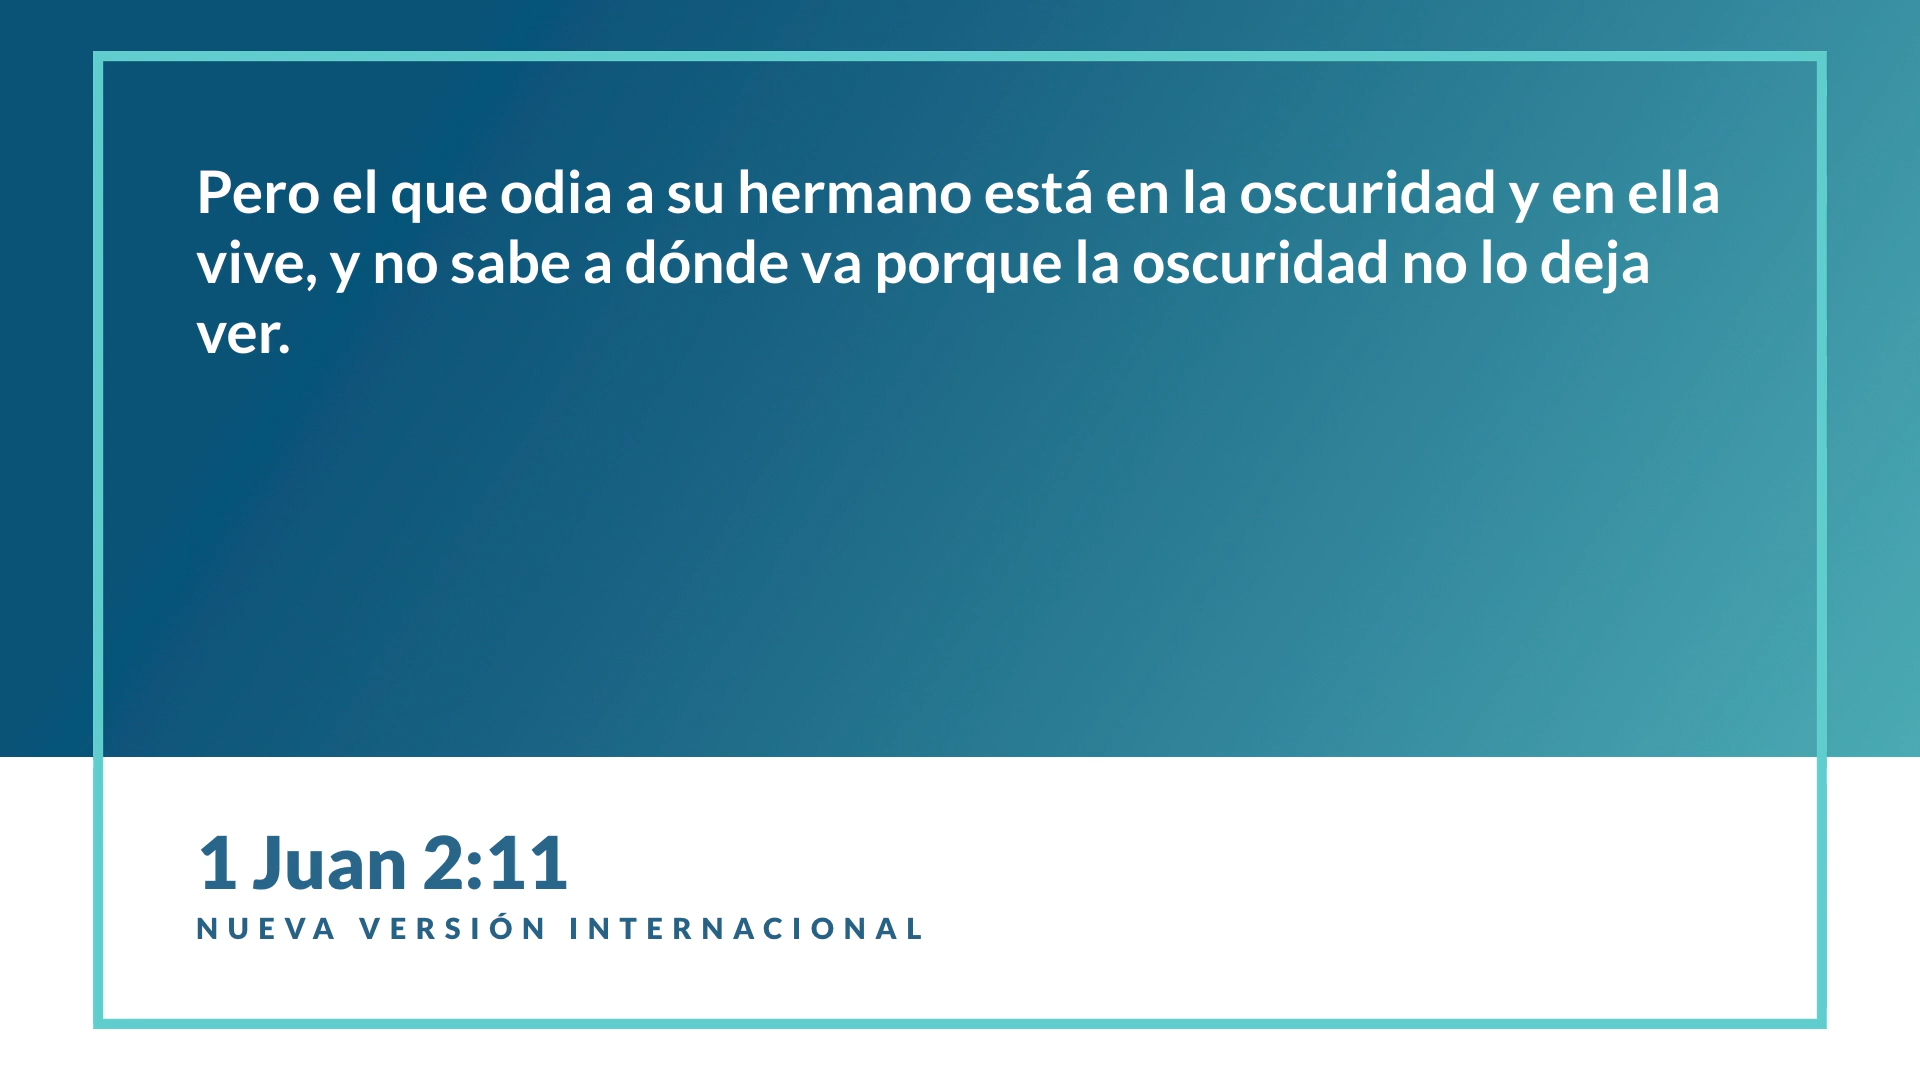 Pero el que odia a su hermano está en la oscuridad y en ella
vive, y no sabe a dónde va porque la oscuridad no lo deja
ver.
1 Juan 2:11
NUEVA VERSIÓN INTERNACIONAL